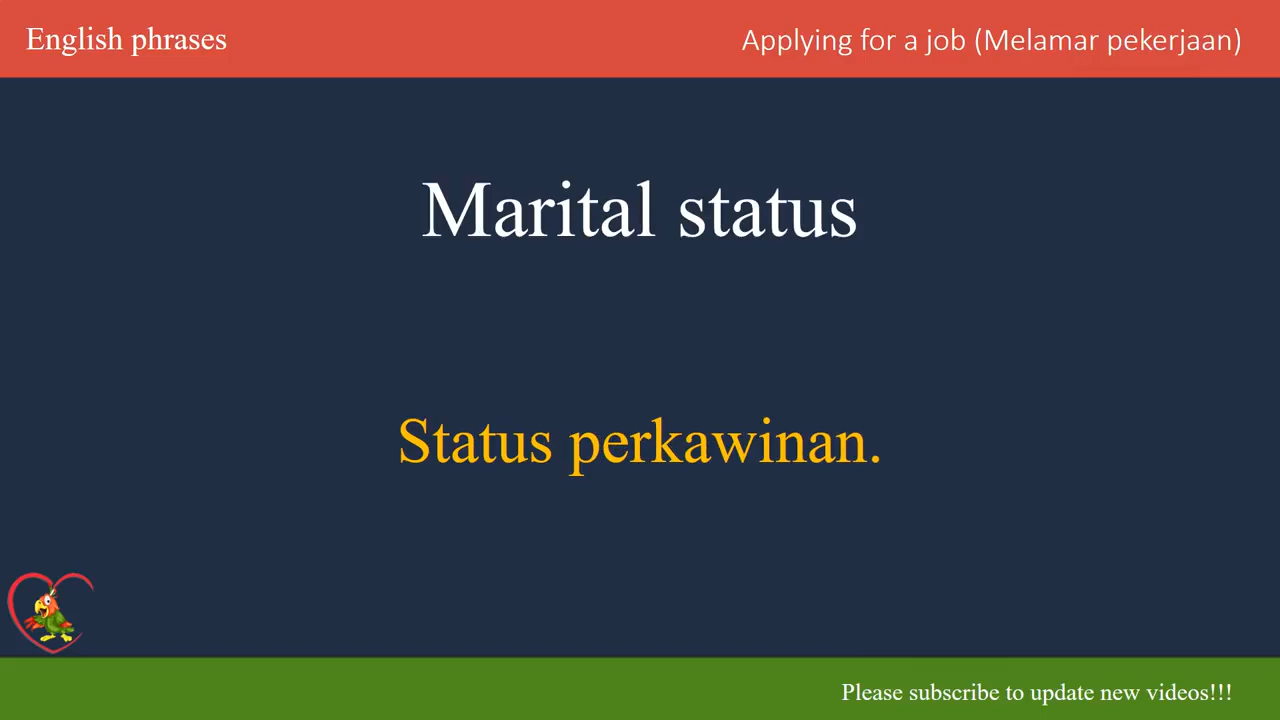 English phrases
Applying for a job (Melamar pekerjaan)
Marital status
Status perkawinan.
Please subscribe to update new videos!!!